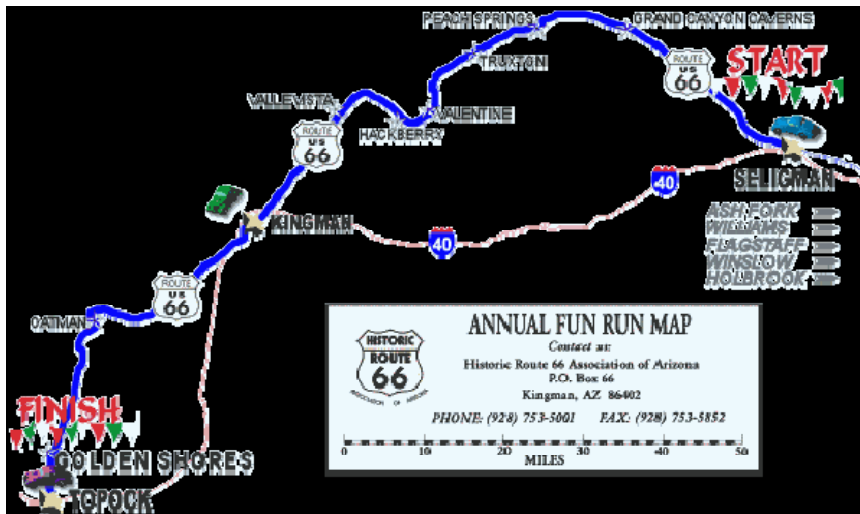 PEACH SPRINGS
GRAND CANYON CAVERNS
TRUXTON
ROUTE
US
66
START
VALLE VISTA
VALENTINE
HACKBERRY
ROUTE
US
66
40
SELIGMAN
ASH FORK
WILLIAMS
FLAGSTAFF
WINSLOW
HOLBROOK
KINGMAN
40
ROUTE
US
66
OATMAN
HISTORIC
ROUTE
66
ASSOCIATION OF ARIZONA
ANNUAL FUN RUN MAP
Contact us:
Historic Route 66 Association of Arizona
P.O. Box 66
Kingman, AZ 86402
PHONE: (928) 753-5001 FAX: (928) 753-5852
0 10 20 30 40 50
MILES
FINISH
GOLDEN SHORES
TOPOCK